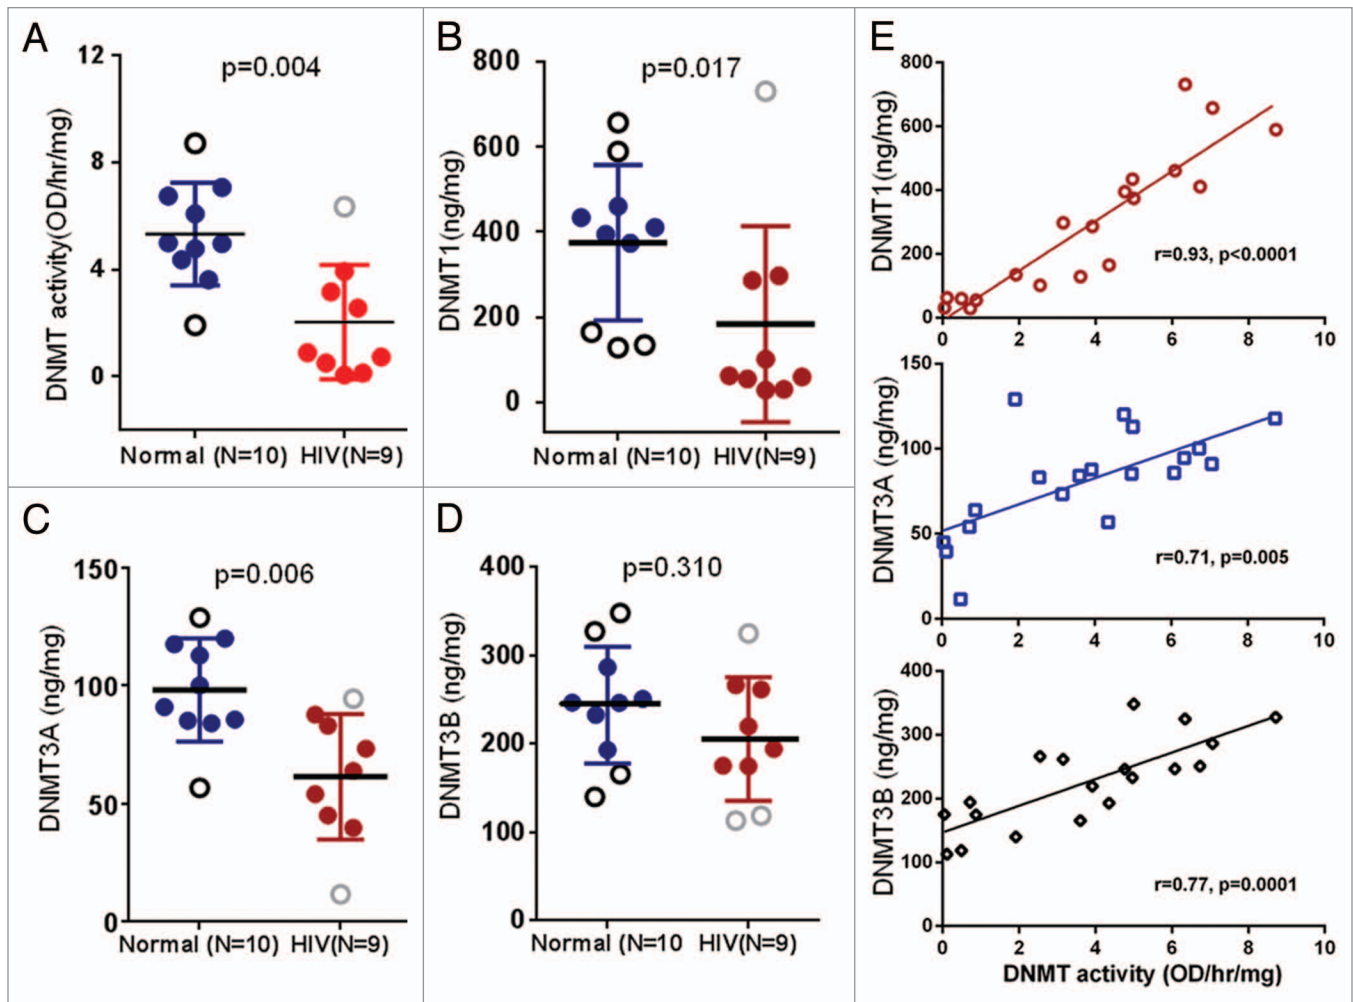 A
12
8
4
0
DNMT activity(OD/hr/mg)
p=0.004
Normal (N=10) HIV(N=9)
B
800
600
400
200
0
DNMT1(ng/mg)
p=0.017
Normal (N=10) HIV(N=9)
C
150
100
50
0
DNMT3A (ng/mg)
p=0.006
Normal (N=10) HIV(N=9)
D
400
300
200
100
0
DNMT3B (ng/mg)
p=0.310
Normal (N=10 HIV(N=9)
E
800
600
400
200
0
DNMT1(ng/mg)
r=0.93, p<0.0001
0 2 4 6 8 10
150
100
50
0
DNMT3A (ng/mg)
r=0.71, p=0.005
0 2 4 6 8 10
400
300
200
100
0
DNMT3B (ng/mg)
r=0.77, p=0.0001
0 2 4 6 8 10
DNMT activity (OD/hr/mg)